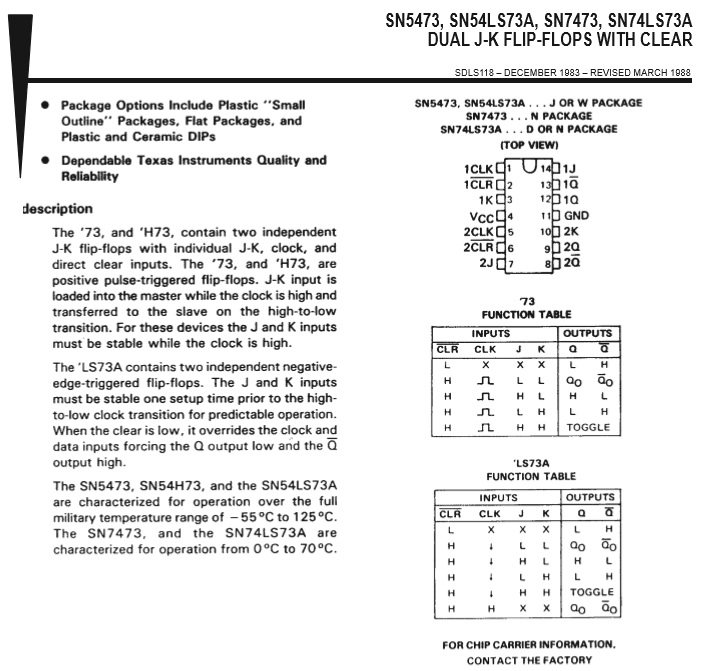 SN5473, SN54LS73A, SN7473, SN74LS73A
DUAL J-K FLIP-FLOPS WITH CLEAR
SDLS118 – DECEMBER 1983 – REVISED MARCH 1988
● Package Options Include Plastic "Small
Outline" Packages, Flat Packages, and
Plastic and Ceramic DIPs
● Dependable Texas Instruments Quality and
Reliability
description
The '73, and 'H73, contain two independent
J-K flip-flops with individual J-K, clock, and
direct clear inputs. The '73, and 'H73, are
positive pulse-triggered flip-flops. J-K input is
loaded into the master while the clock is high and
transferred to the slave on the high-to-low
transition. For these devices the J and K inputs
must be stable while the clock is high.
The 'LS73A contains two independent negative-
edge-triggered flip-flops. The J and K inputs
must be stable one setup time prior to the high-
to-low clock transition for predictable operation.
When the clear is low, it overrides the clock and
data inputs forcing the Q output low and the Q̅
output high.
The SN5473, SN54H73, and the SN54LS73A
are characterized for operation over the full
military temperature range of −55°C to 125°C.
The SN7473, and the SN74LS73A are
characterized for operation from 0°C to 70°C.
SN5473, SN54LS73A . . . J OR W PACKAGE
SN7473 . . . N PACKAGE
SN74LS73A . . . D OR N PACKAGE
(TOP VIEW)
1CLK 1 14 1J
1C̅L̅R̅ 2 13 1Q̅
1K 3 12 1Q
VCC 4 11 GND
2CLK 5 10 2K
2C̅L̅R̅ 6 9 2Q
2J 7 8 2Q̅
'73
FUNCTION TABLE
INPUTS OUTPUTS
C̅L̅R̅ CLK J K Q Q̅
L X X X L H
H ⎍ L L Q0 Q̅0
H ⎍ H L H L
H ⎍ L H L H
H ⎍ H H TOGGLE
'LS73A
FUNCTION TABLE
INPUTS OUTPUTS
C̅L̅R̅ CLK J K Q Q̅
L X X X L H
H ↓ L L Q0 Q̅0
H ↓ H L H L
H ↓ L H L H
H ↓ H H TOGGLE
H H X X Q0 Q̅0
FOR CHIP CARRIER INFORMATION,
CONTACT THE FACTORY